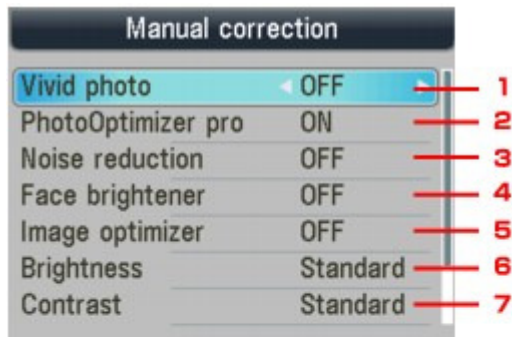 Manual correction
Vivid photo OFF 1
PhotoOptimizer pro ON 2
Noise reduction OFF 3
Face brightener OFF 4
Image optimizer OFF 5
Brightness Standard 6
Contrast Standard 7